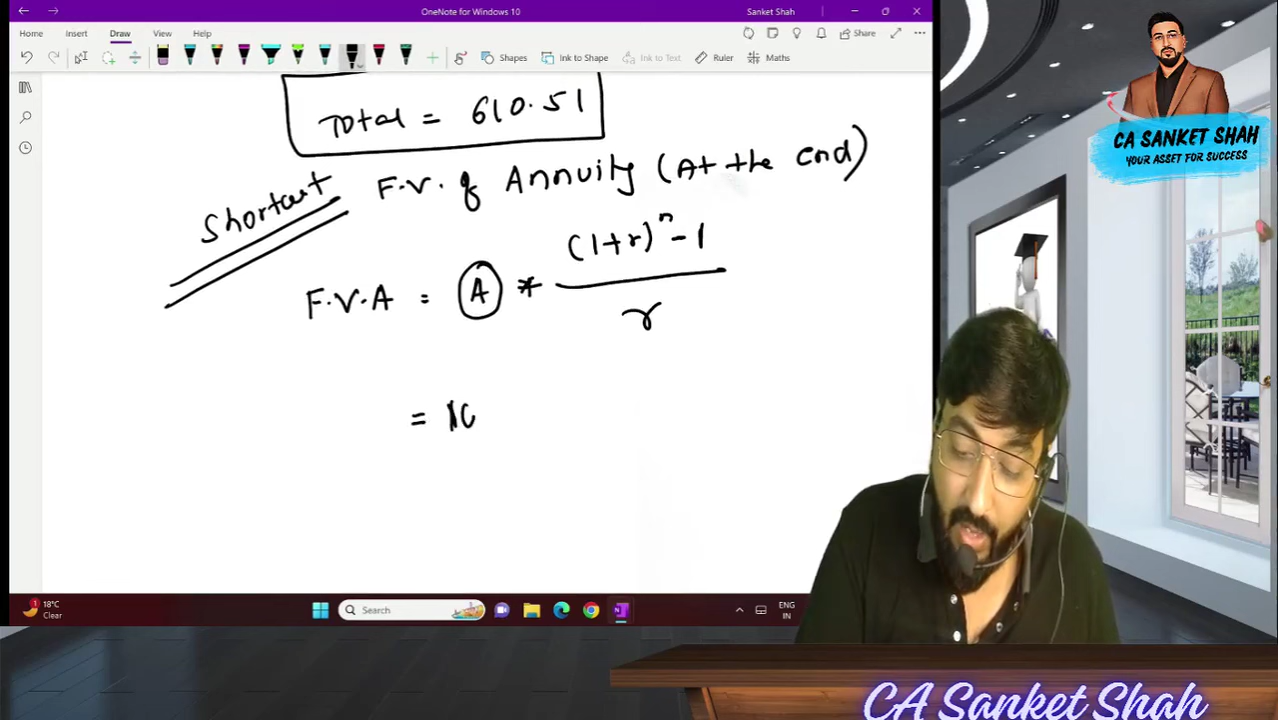 OneNote for Windows 10
Sanket Shah
Home Insert Draw View Help
Share
Shapes Ink to Shape Ink to Text Ruler Maths
Total = 610.51
Shortcut F.V. of Annuity (At the end)
F.V.A = A * (1+r)^n - 1
r
= 10
CA SANKET SHAH
YOUR ASSET FOR SUCCESS
1
18°C
Clear
Search
ENG
IN
CA Sanket Shah